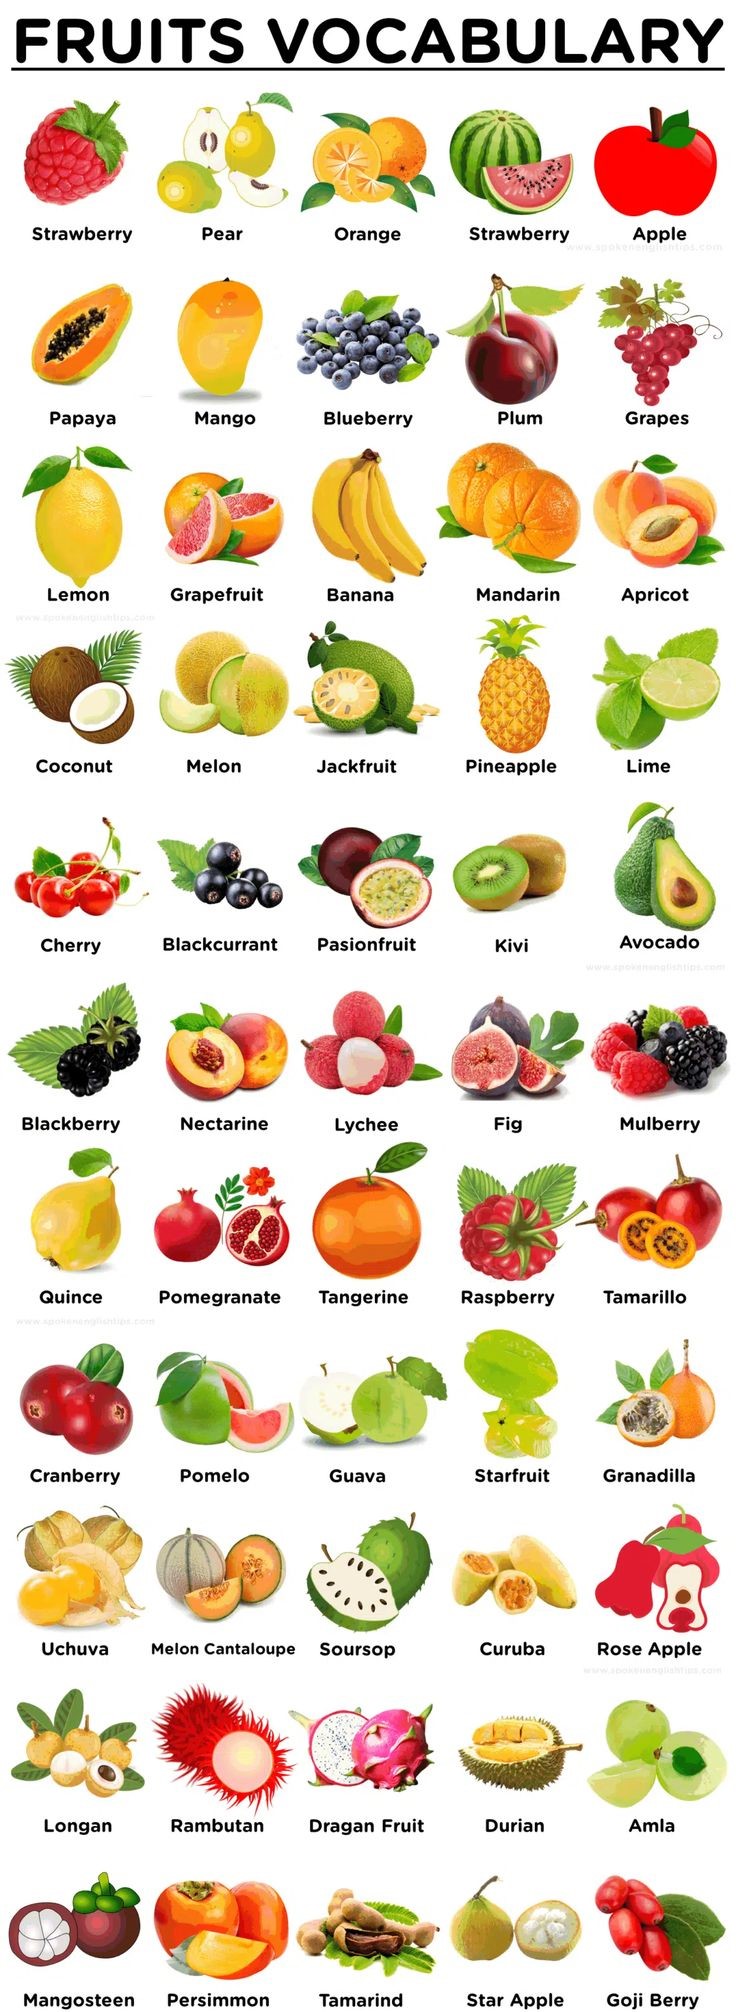 FRUITS VOCABULARY
Strawberry Pear Orange Strawberry Apple
www.spokenenglishtips.com
Papaya Mango Blueberry Plum Grapes
Lemon Grapefruit Banana Mandarin Apricot
www.spokenenglishtips.com
Coconut Melon Jackfruit Pineapple Lime
Cherry Blackcurrant Pasionfruit Kivi Avocado
www.spokenenglishtips.com
Blackberry Nectarine Lychee Fig Mulberry
Quince Pomegranate Tangerine Raspberry Tamarillo
www.spokenenglishtips.com
Cranberry Pomelo Guava Starfruit Granadilla
Uchuva Melon Cantaloupe Soursop Curuba Rose Apple
www.spokenenglishtips.com
Longan Rambutan Dragan Fruit Durian Amla
Mangosteen Persimmon Tamarind Star Apple Goji Berry